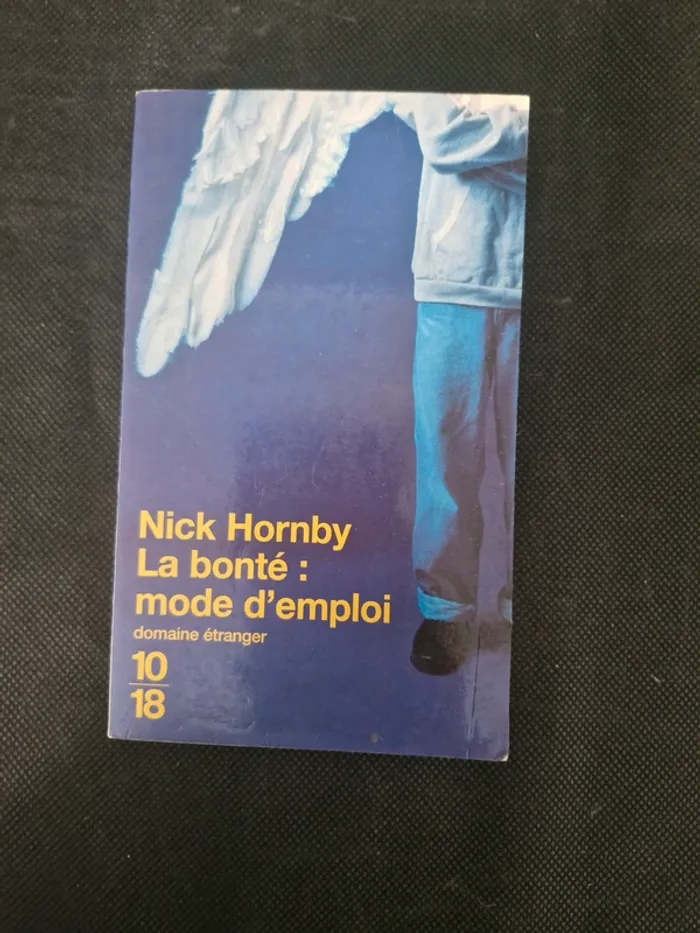 Nick Hornby
La bonté :
mode d'emploi
domaine étranger
10
18